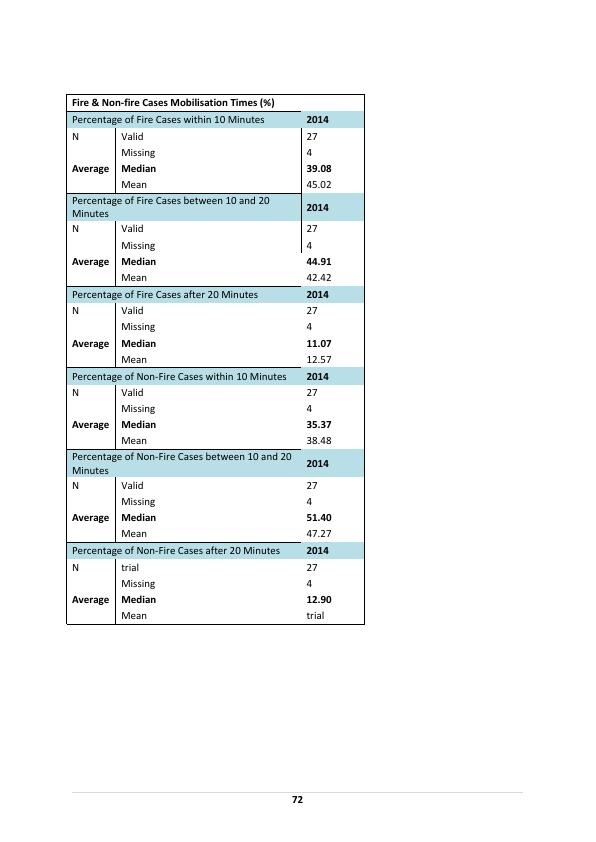 Fire & Non-fire Cases Mobilisation Times (%)
Percentage of Fire Cases within 10 Minutes 2014
N Valid 27
Missing 4
Average Median 39.08
Mean 45.02
Percentage of Fire Cases between 10 and 20
Minutes 2014
N Valid 27
Missing 4
Average Median 44.91
Mean 42.42
Percentage of Fire Cases after 20 Minutes 2014
N Valid 27
Missing 4
Average Median 11.07
Mean 12.57
Percentage of Non-Fire Cases within 10 Minutes 2014
N Valid 27
Missing 4
Average Median 35.37
Mean 38.48
Percentage of Non-Fire Cases between 10 and 20
Minutes 2014
N Valid 27
Missing 4
Average Median 51.40
Mean 47.27
Percentage of Non-Fire Cases after 20 Minutes 2014
N trial 27
Missing 4
Average Median 12.90
Mean trial
72